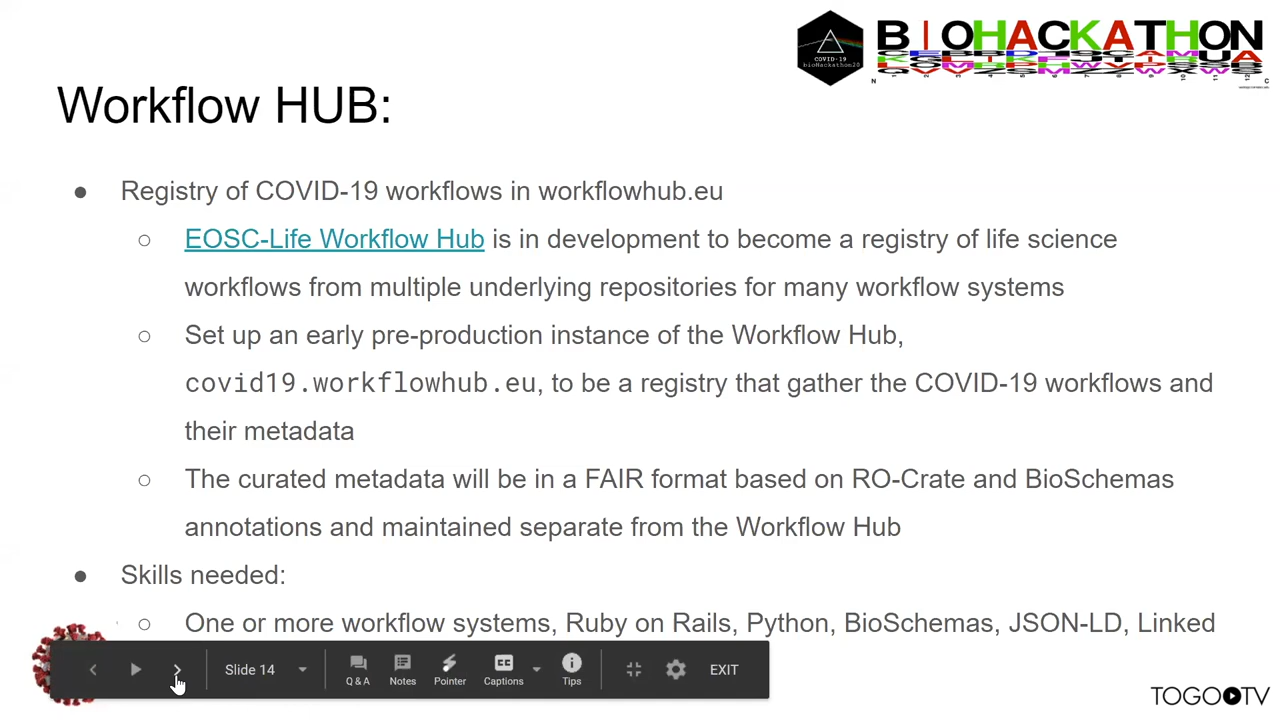 BIOHACKATHON
COVID-19
bioHackathon20
Workflow HUB:
● Registry of COVID-19 workflows in workflowhub.eu
○ EOSC-Life Workflow Hub is in development to become a registry of life science
workflows from multiple underlying repositories for many workflow systems
○ Set up an early pre-production instance of the Workflow Hub,
covid19.workflowhub.eu, to be a registry that gather the COVID-19 workflows and
their metadata
○ The curated metadata will be in a FAIR format based on RO-Crate and BioSchemas
annotations and maintained separate from the Workflow Hub
● Skills needed:
○ One or more workflow systems, Ruby on Rails, Python, BioSchemas, JSON-LD, Linked
Slide 14
Q & A
Notes
Pointer
CC
Captions
Tips
EXIT
TOGOTV